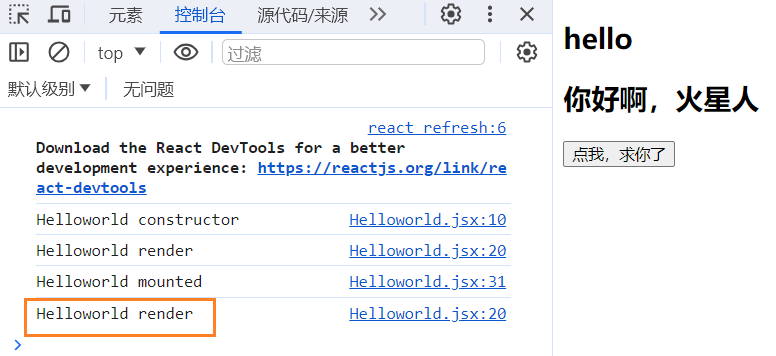 元素
控制台
源代码/来源
top
过滤
默认级别
无问题
react refresh:6
Download the React DevTools for a better
development experience: https://reactjs.org/link/re
act-devtools
Helloworld constructor Helloworld.jsx:10
Helloworld render Helloworld.jsx:20
Helloworld mounted Helloworld.jsx:31
Helloworld render Helloworld.jsx:20
hello
你好啊，火星人
点我，求你了